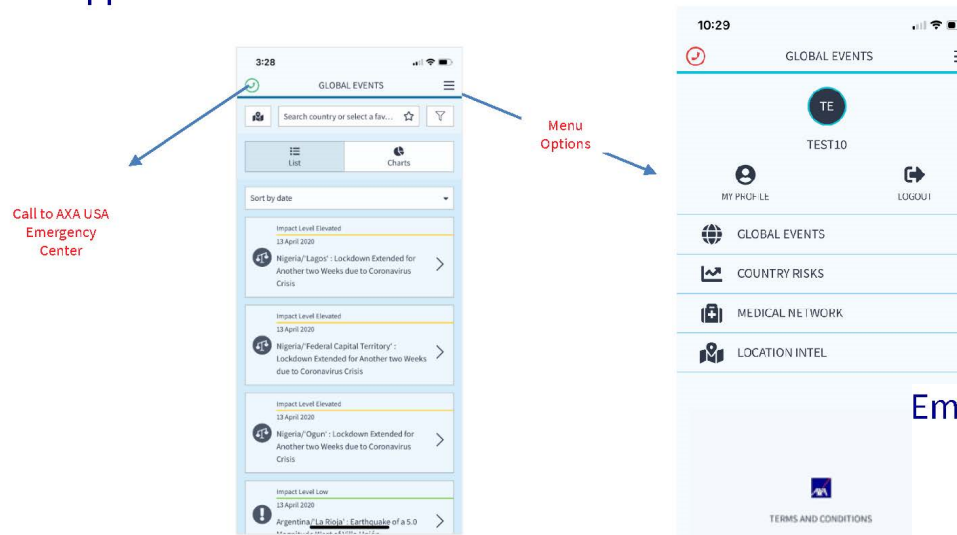 3:28
GLOBAL EVENTS
Search country or select a fav...
List
Charts
Sort by date
Impact Level Elevated
13 April 2020
Nigeria/'Lagos' : Lockdown Extended for
Another two Weeks due to Coronavirus
Crisis
Impact Level Elevated
13 April 2020
Nigeria/'Federal Capital Territory' :
Lockdown Extended for Another two Weeks
due to Coronavirus Crisis
Impact Level Elevated
13 April 2020
Nigeria/'Ogun' : Lockdown Extended for
Another two Weeks due to Coronavirus
Crisis
Impact Level Low
13 April 2020
Argentina/'La Rioja' : Earthquake of a 5.0
Call to AXA USA
Emergency
Center
Menu
Options
10:29
GLOBAL EVENTS
TE
TEST10
MY PROFILE
LOGOUT
GLOBAL EVENTS
COUNTRY RISKS
MEDICAL NETWORK
LOCATION INTEL
Em
AXA
TERMS AND CONDITIONS